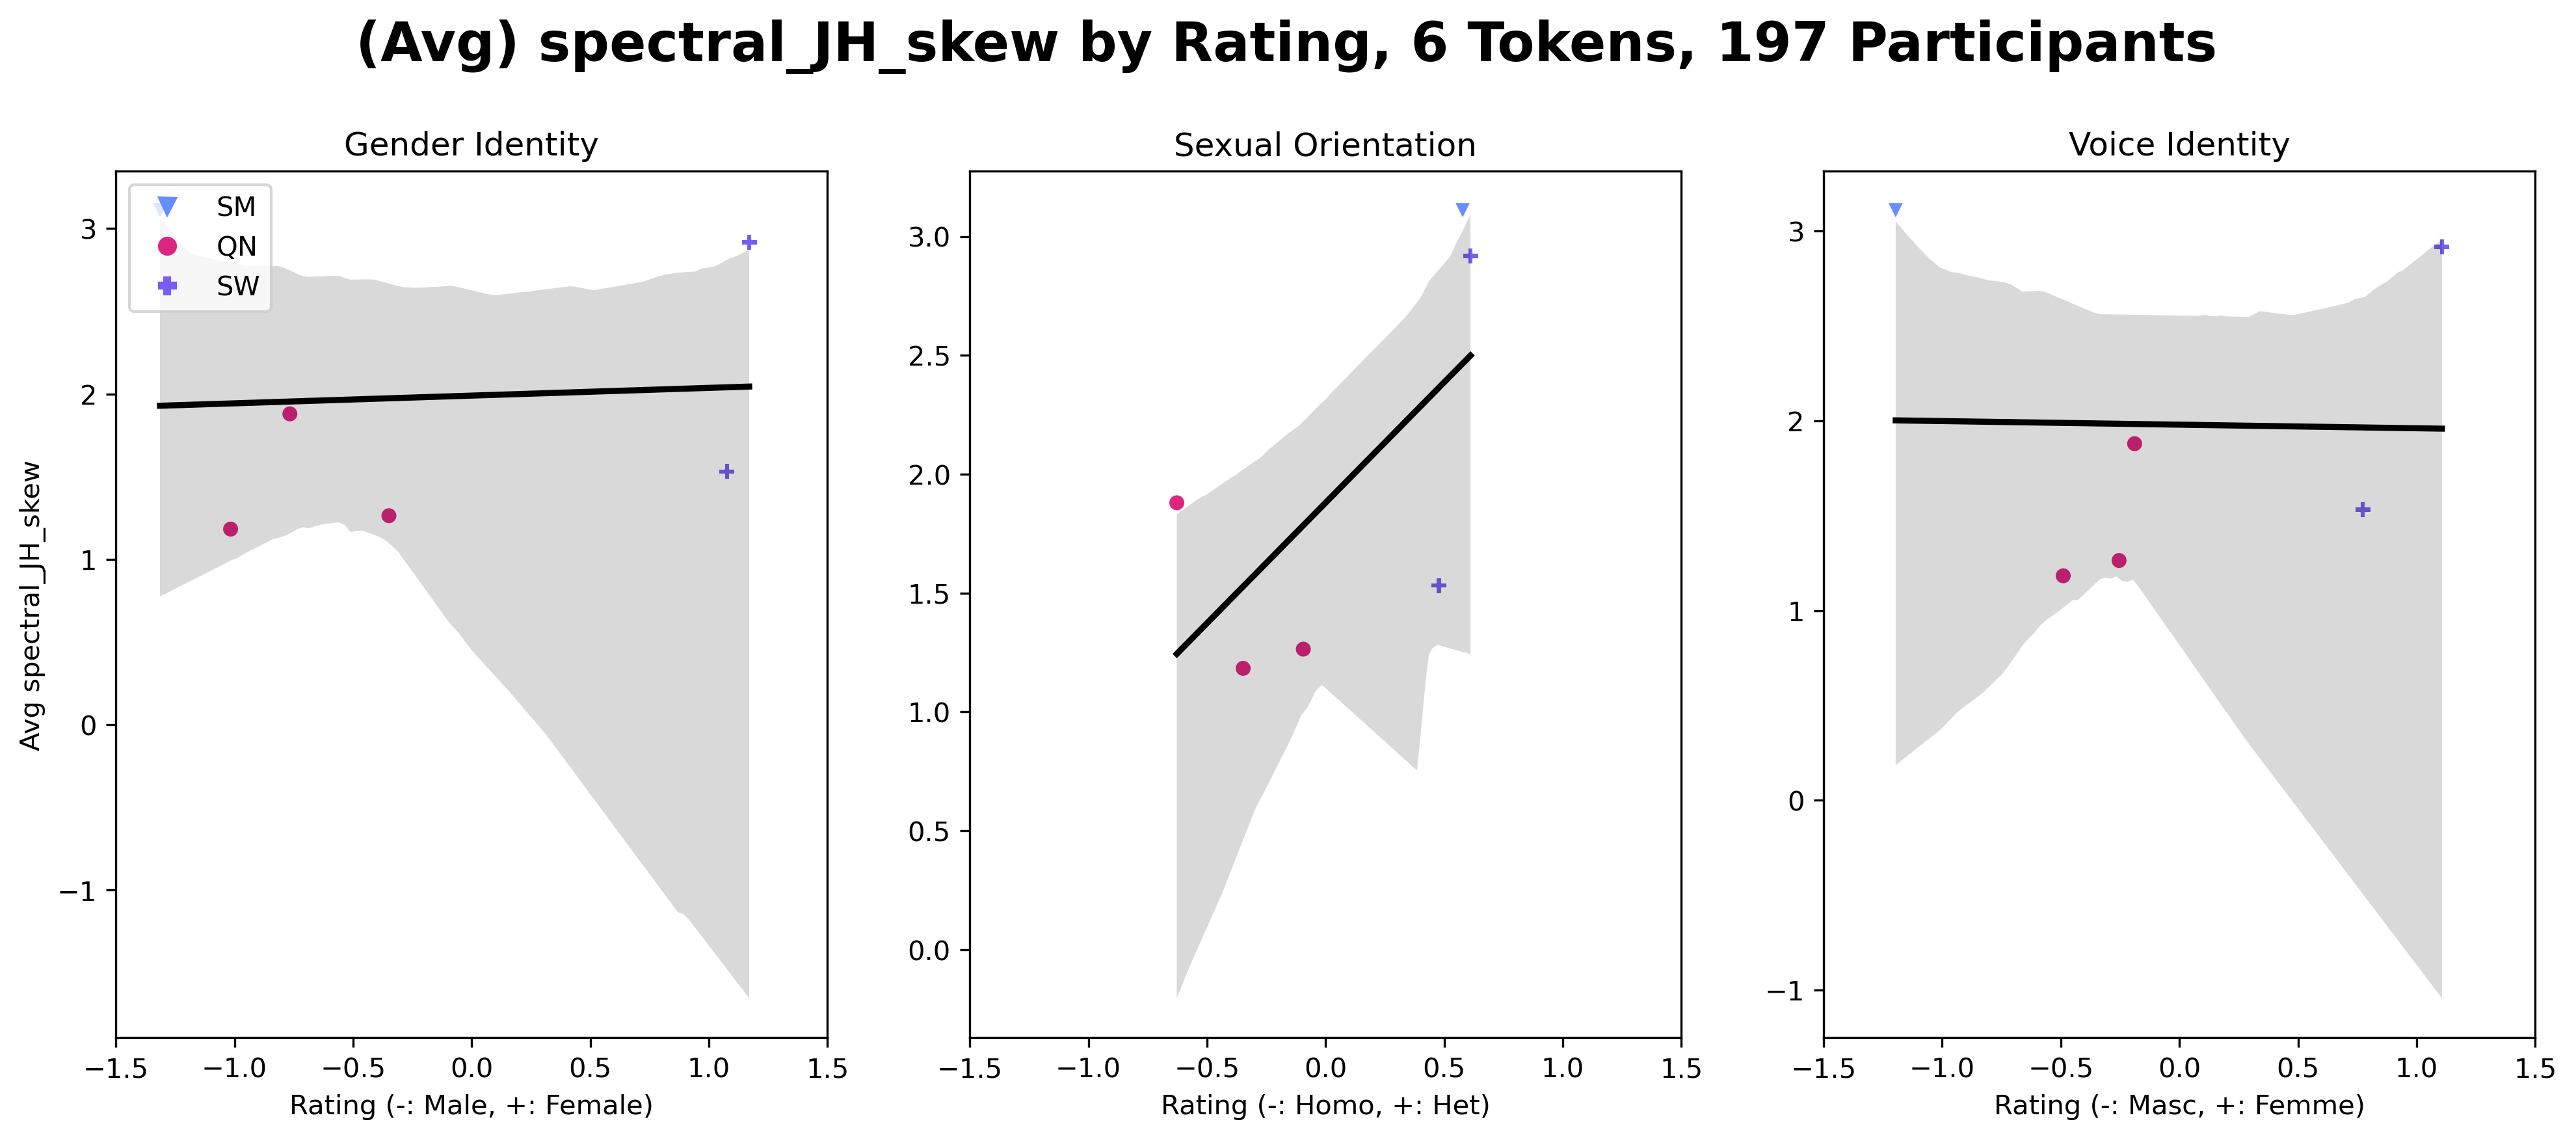 (Avg) spectral_JH_skew by Rating, 6 Tokens, 197 Participants
Gender Identity
Sexual Orientation
Voice Identity
SM
QN
SW
Avg spectral_JH_skew
3
2
1
0
−1
−1.5 −1.0 −0.5 0.0 0.5 1.0 1.5
Rating (-: Male, +: Female)
3.0
2.5
2.0
1.5
1.0
0.5
0.0
−1.5 −1.0 −0.5 0.0 0.5 1.0 1.5
Rating (-: Homo, +: Het)
3
2
1
0
−1
−1.5 −1.0 −0.5 0.0 0.5 1.0 1.5
Rating (-: Masc, +: Femme)